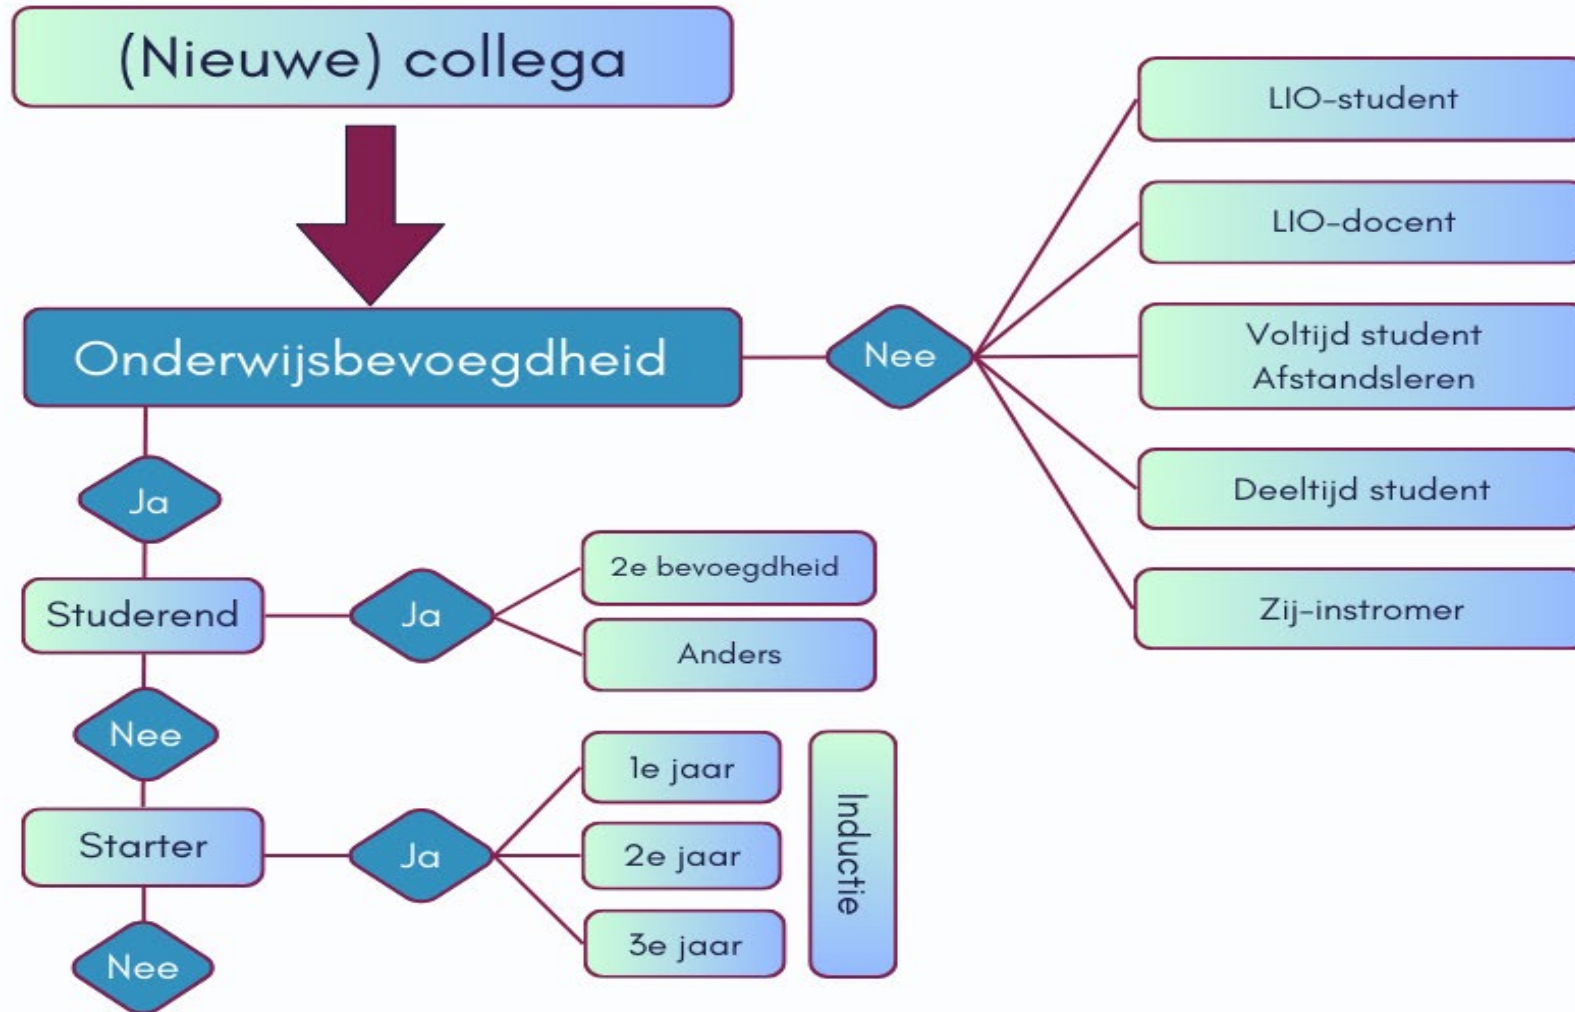 (Nieuwe) collega
Onderwijsbevoegdheid
Nee
LIO-student
LIO-docent
Voltijd student
Afstandsleren
Deeltijd student
Zij-instromer
Ja
Studerend
Ja
2e bevoegdheid
Anders
Nee
Starter
Ja
1e jaar
2e jaar
3e jaar
Inductie
Nee